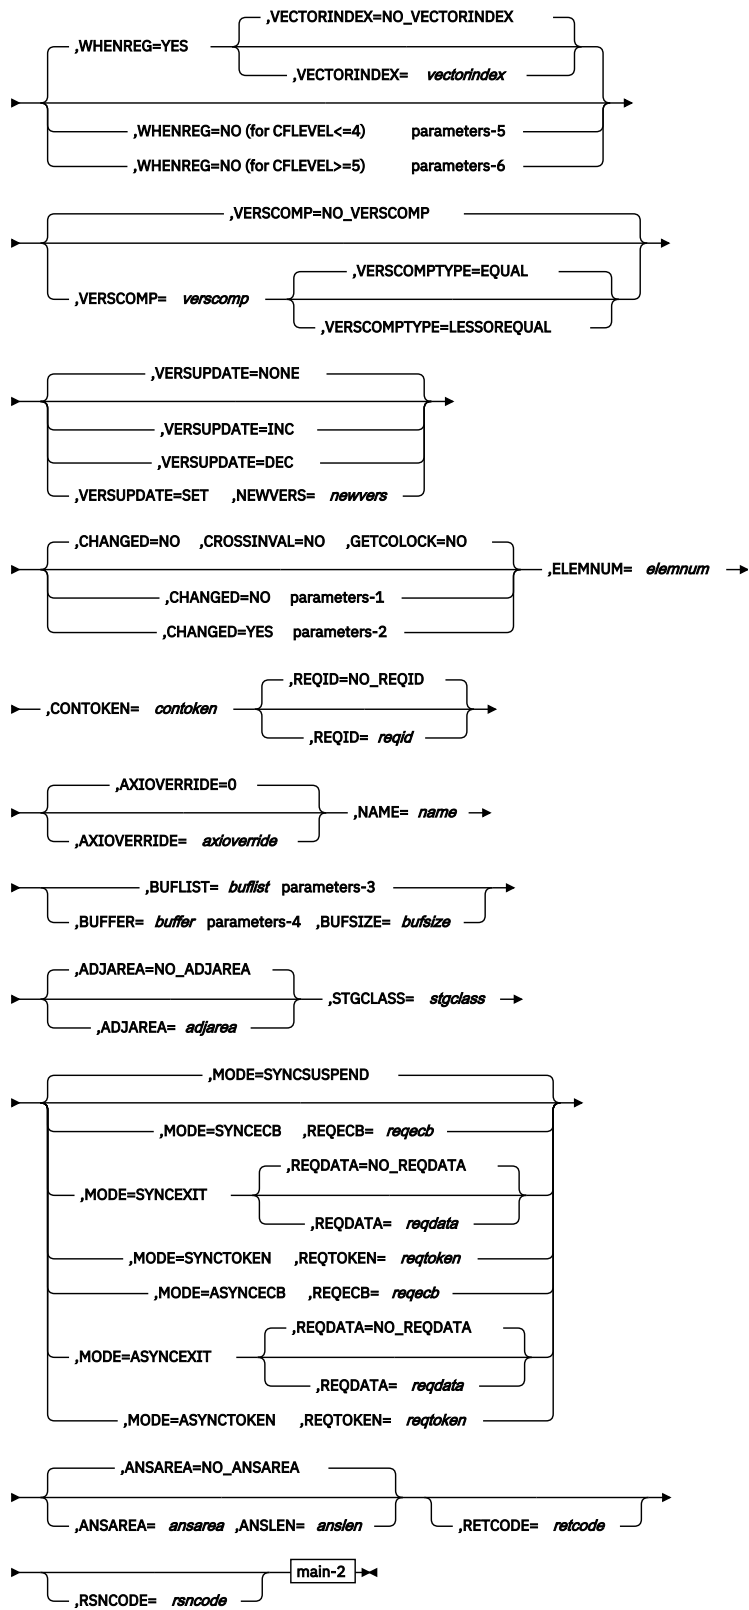 ,VECTORINDEX=NO_VECTORINDEX
,WHENREG=YES
,VECTORINDEX= vectorindex
,WHENREG=NO (for CFLEVEL<=4) parameters-5
,WHENREG=NO (for CFLEVEL>=5) parameters-6
,VERSCOMP=NO_VERSCOMP
,VERSCOMPTYPE=EQUAL
,VERSCOMP= verscomp
,VERSCOMPTYPE=LESSOREQUAL
,VERSUPDATE=NONE
,VERSUPDATE=INC
,VERSUPDATE=DEC
,VERSUPDATE=SET ,NEWVERS= newvers
,CHANGED=NO ,CROSSINVAL=NO ,GETCOLOCK=NO
,ELEMNUM= elemnum
,CHANGED=NO parameters-1
,CHANGED=YES parameters-2
,REQID=NO_REQID
,CONTOKEN= contoken
,REQID= reqid
,AXIOVERRIDE=0
,NAME= name
,AXIOVERRIDE= axioverride
,BUFLIST= buflist parameters-3
,BUFFER= buffer parameters-4 ,BUFSIZE= bufsize
,ADJAREA=NO_ADJAREA
,STGCLASS= stgclass
,ADJAREA= adjarea
,MODE=SYNCSUSPEND
,MODE=SYNCECB ,REQECB= reqecb
,REQDATA=NO_REQDATA
,MODE=SYNCEXIT
,REQDATA= reqdata
,MODE=SYNCTOKEN ,REQTOKEN= reqtoken
,MODE=ASYNCECB ,REQECB= reqecb
,REQDATA=NO_REQDATA
,MODE=ASYNCEXIT
,REQDATA= reqdata
,MODE=ASYNCTOKEN ,REQTOKEN= reqtoken
,ANSAREA=NO_ANSAREA
,ANSAREA= ansarea ,ANSLEN= anslen
,RETCODE= retcode
main-2
,RSNCODE= rsncode